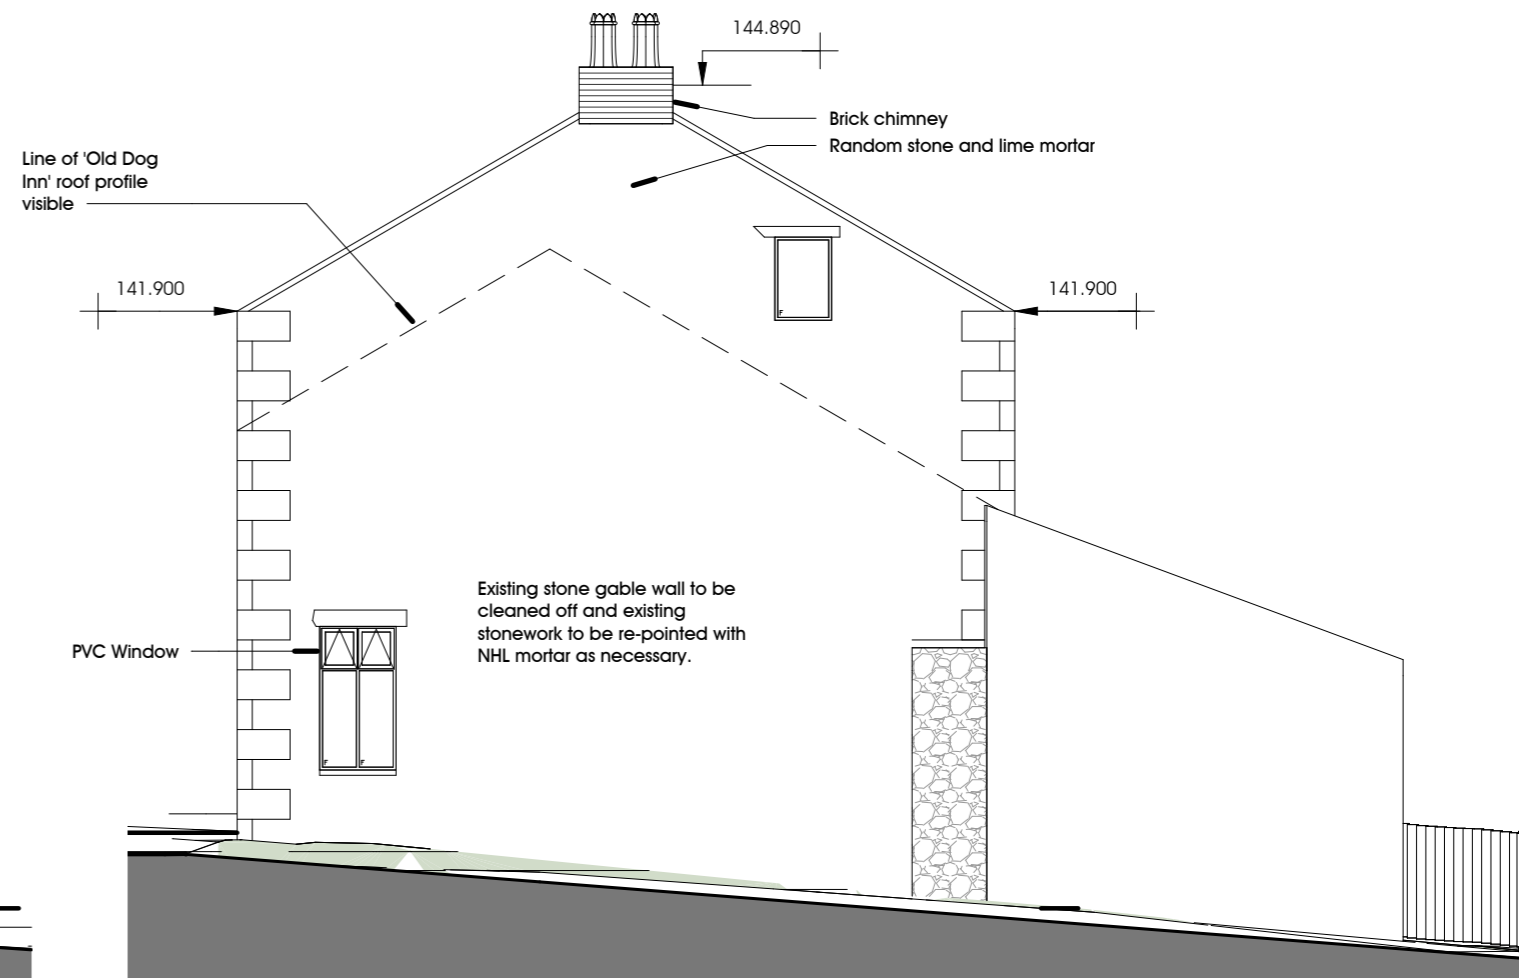 144.890
Brick chimney
Random stone and lime mortar
Line of 'Old Dog
Inn' roof profile
visible
141.900
141.900
Existing stone gable wall to be
cleaned off and existing
stonework to be re-pointed with
NHL mortar as necessary.
PVC Window
F
F
F